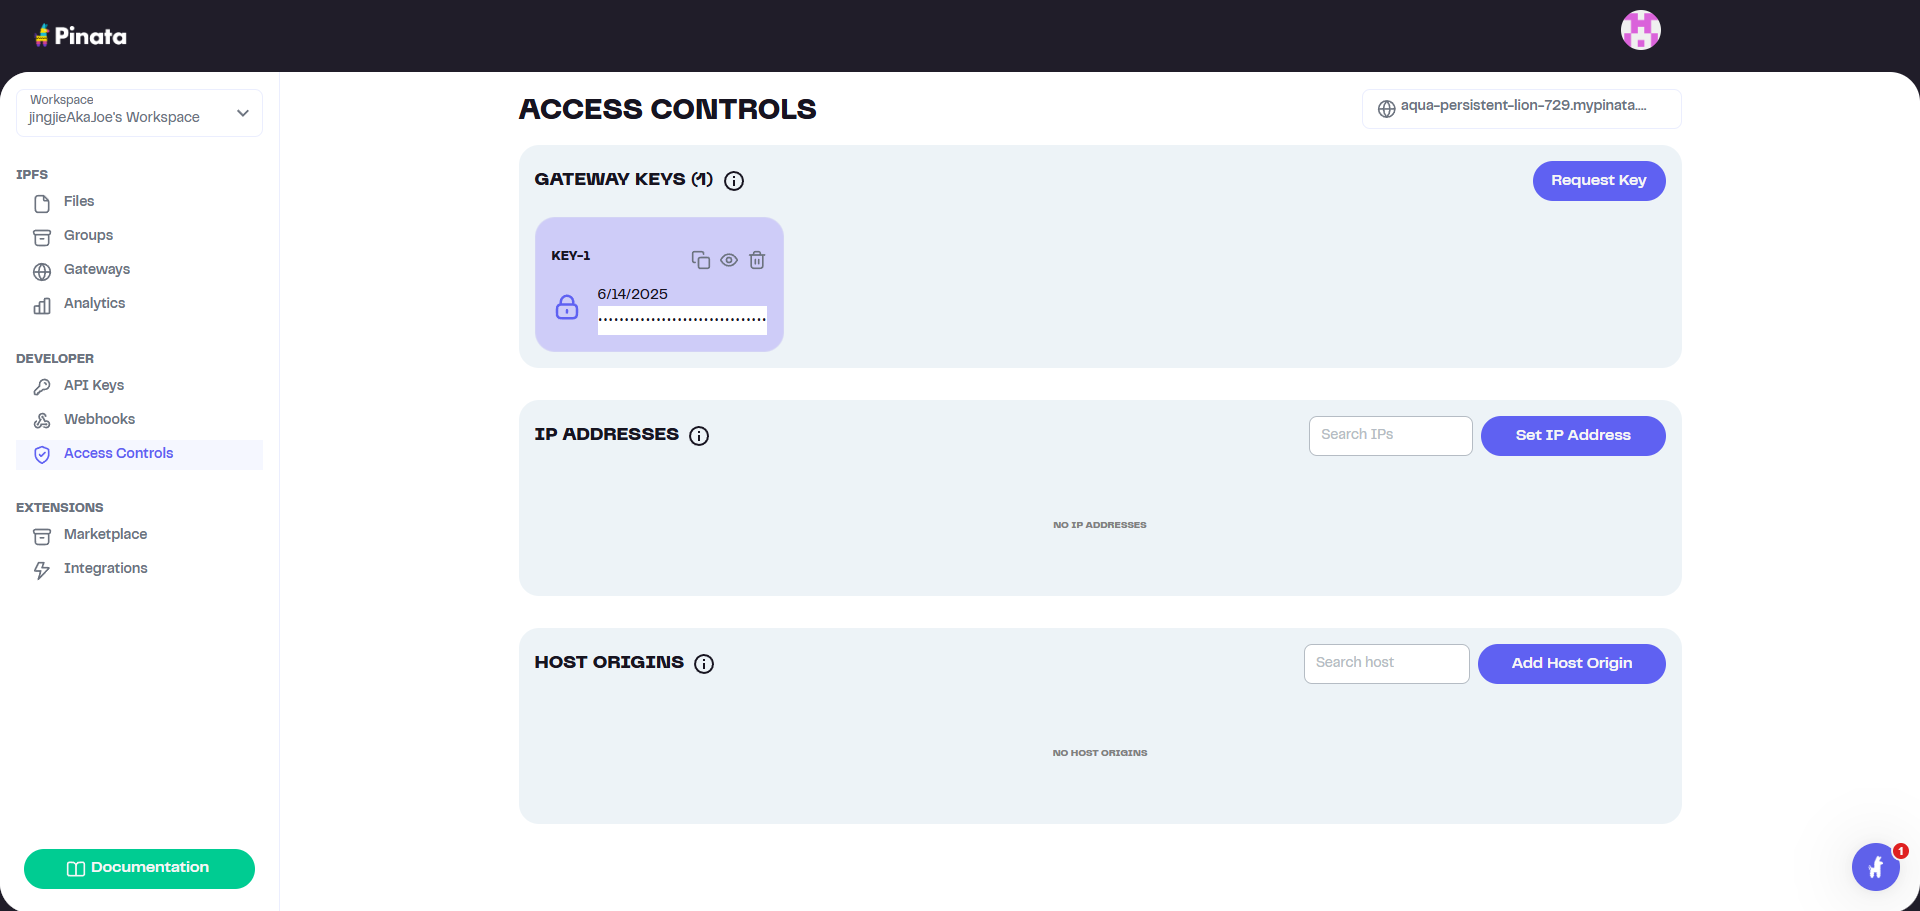 Pinata
Workspace
jingjieAkaJoe's Workspace
IPFS
Files
Groups
Gateways
Analytics
DEVELOPER
API Keys
Webhooks
Access Controls
EXTENSIONS
Marketplace
Integrations
Documentation
ACCESS CONTROLS
aqua-persistent-lion-729.mypinata....
GATEWAY KEYS (1)
Request Key
KEY-1
6/14/2025
IP ADDRESSES
Search IPs
Set IP Address
NO IP ADDRESSES
HOST ORIGINS
Search host
Add Host Origin
NO HOST ORIGINS
1